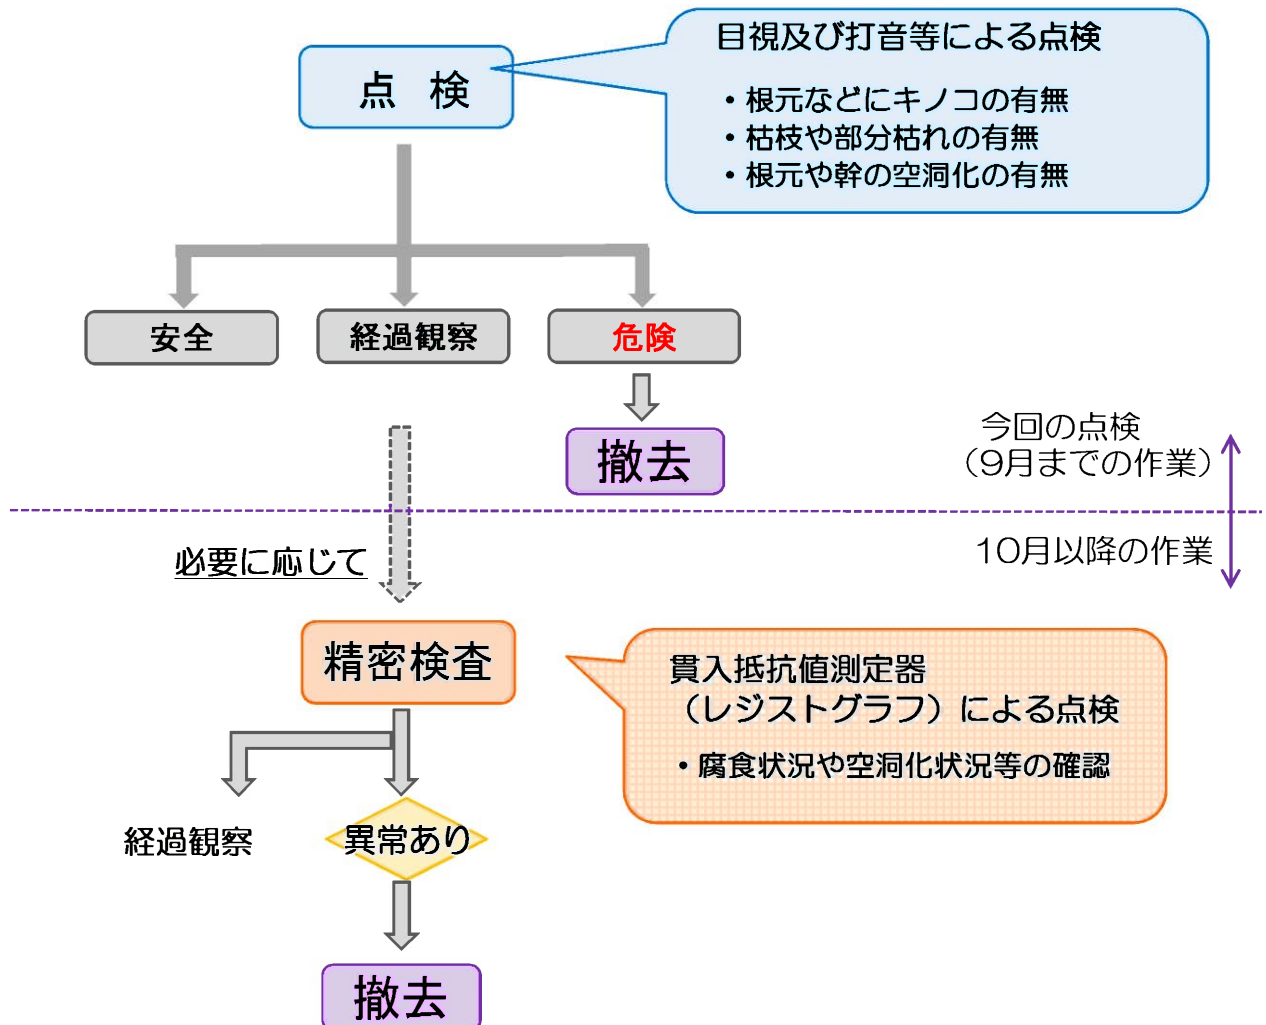 点 検
目視及び打音等による点検
・根元などにキノコの有無
・枯枝や部分枯れの有無
・根元や幹の空洞化の有無
安全
経過観察
危険
撤去
今回の点検
（9月までの作業）
10月以降の作業
必要に応じて
精密検査
貫入抵抗値測定器
（レジストグラフ）による点検
・腐食状況や空洞化状況等の確認
経過観察
異常あり
撤去